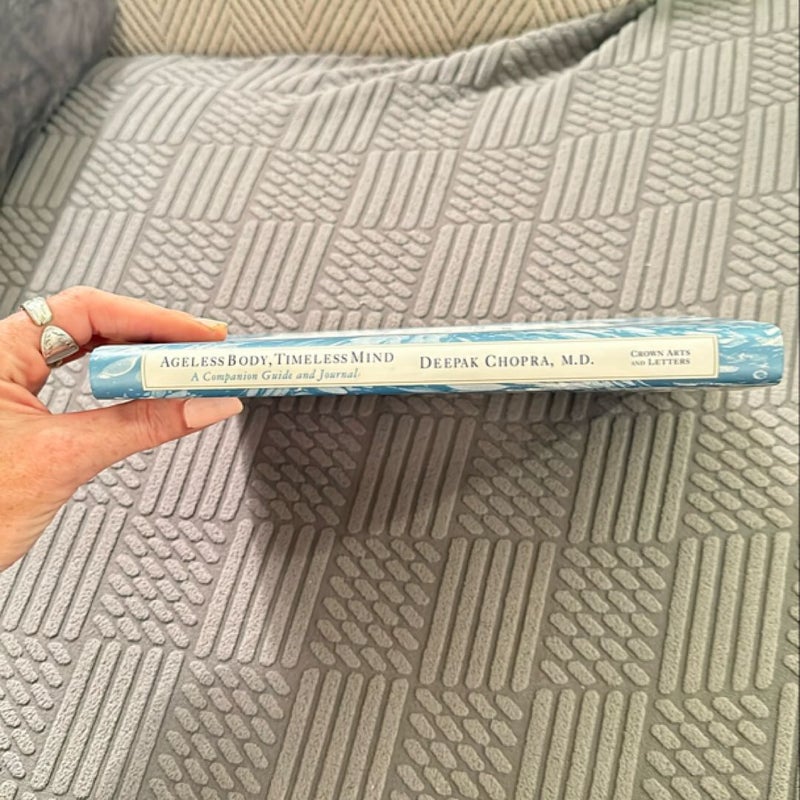 AGELESS BODY, TIMELESS MIND
A Companion Guide and Journal
DEEPAK CHOPRA, M.D.
CROWN ARTS
AND LETTERS